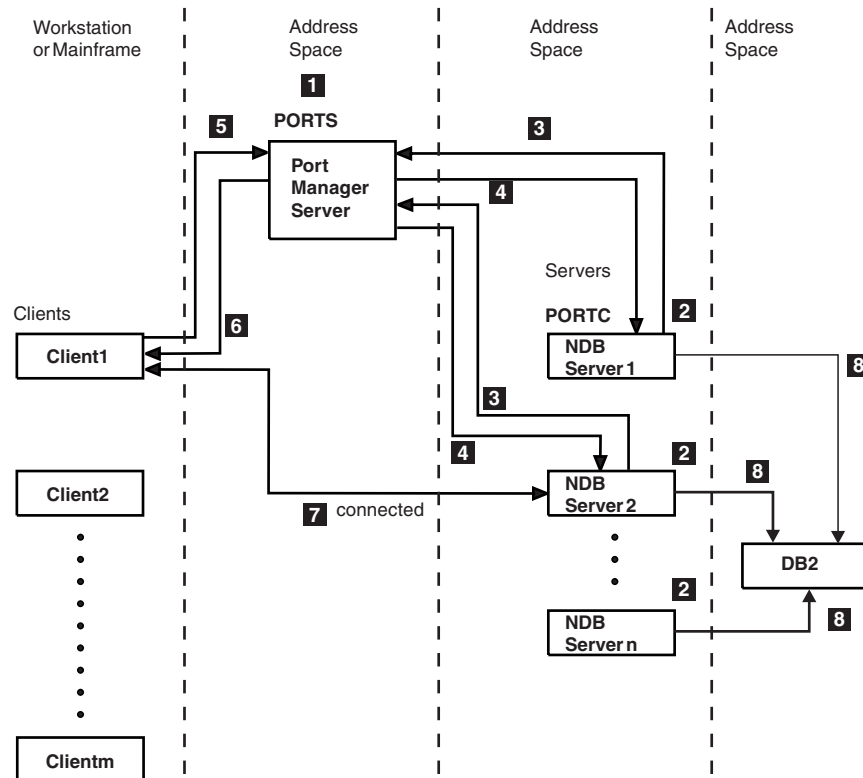 Workstation
or Mainframe
Address
Space
Address
Space
Address
Space
1
PORTS
5
3
Port
Manager
Server
4
Servers
Clients
6
PORTC
2
Client1
NDB
Server 1
8
3
4
2
8
Client2
NDB
Server 2
7 connected
DB2
2
8
NDB
Server n
Clientm